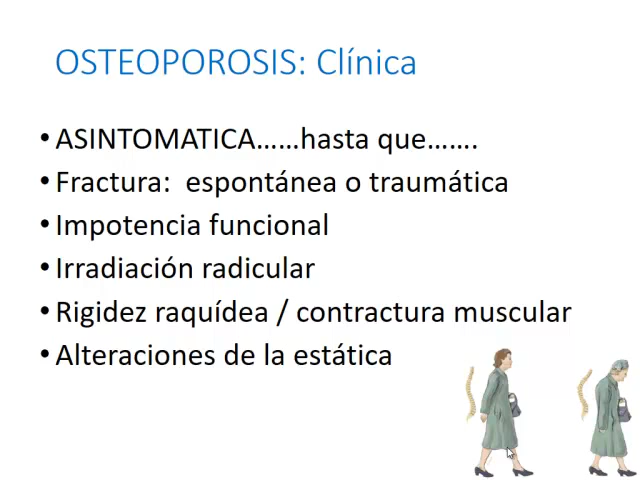 OSTEOPOROSIS: Clínica
• ASINTOMATICA……hasta que…….
• Fractura:  espontánea o traumática
• Impotencia funcional
• Irradiación radicular
• Rigidez raquídea / contractura muscular
• Alteraciones de la estática